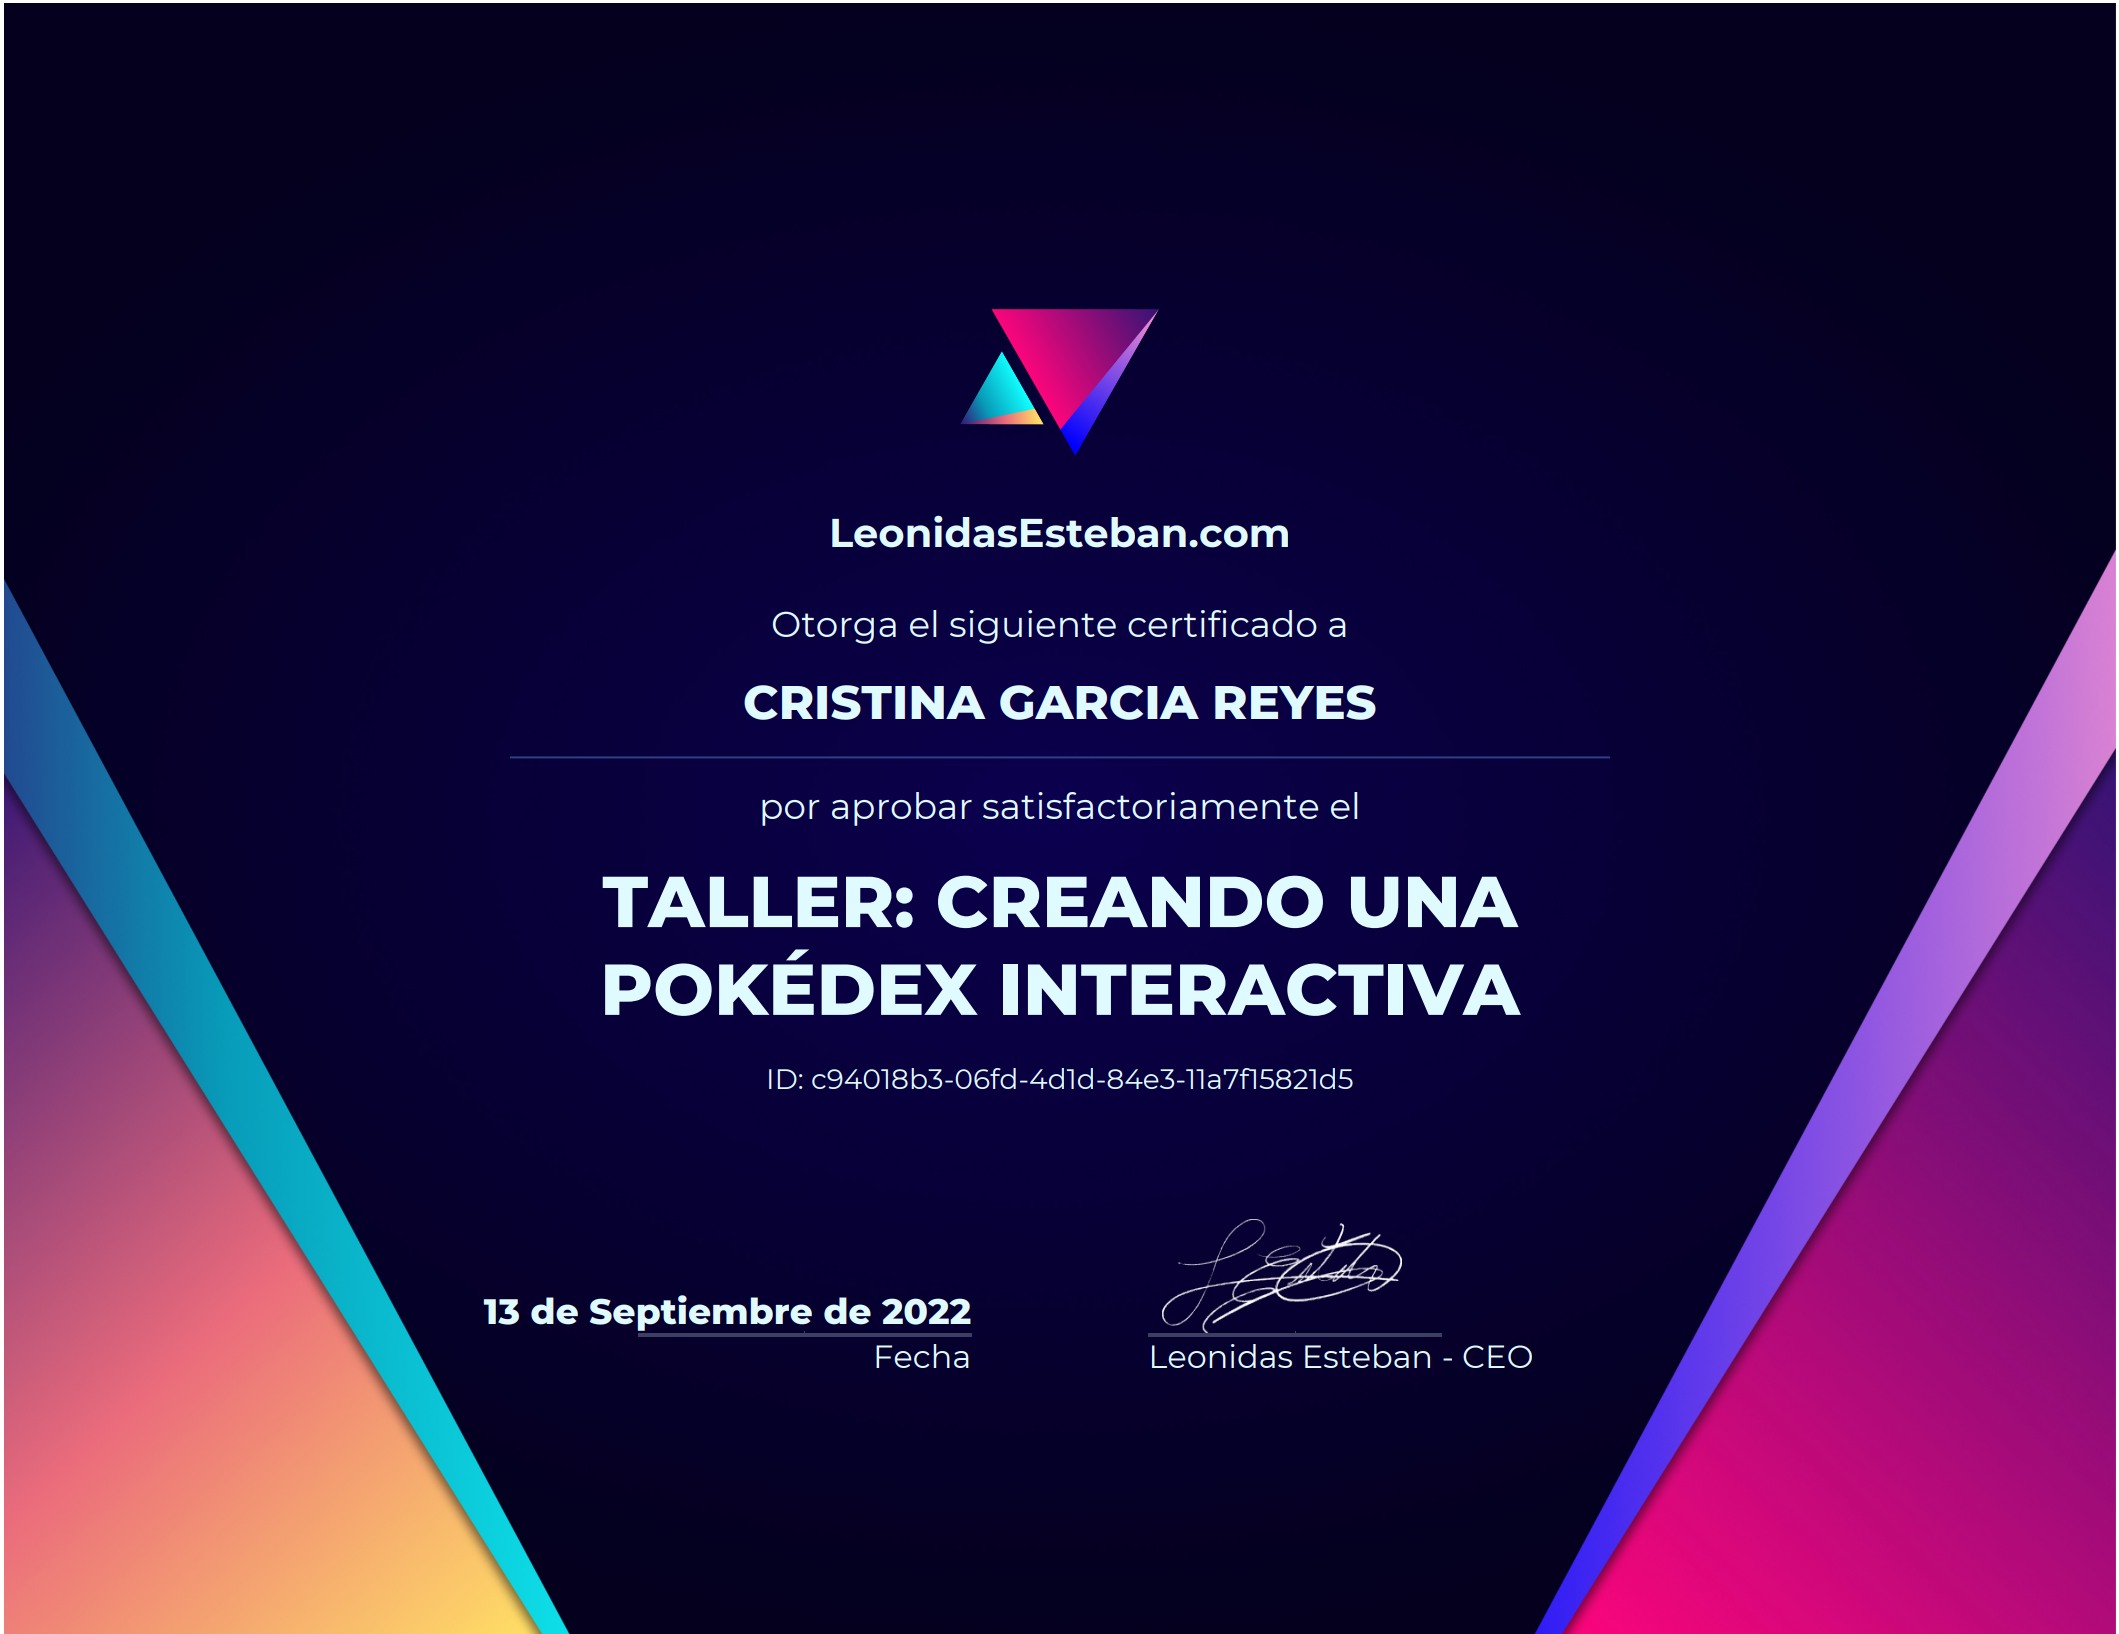 LeonidasEsteban.com
Otorga el siguiente certificado a
CRISTINA GARCIA REYES
por aprobar satisfactoriamente el
TALLER: CREANDO UNA
POKÉDEX INTERACTIVA
ID: c94018b3-06fd-4d1d-84e3-11a7f15821d5
13 de Septiembre de 2022
Fecha
Leonidas Esteban - CEO